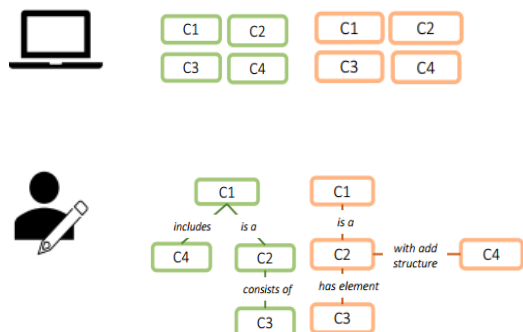 C1 C2 C1 C2
C3 C4 C3 C4
C1 C1
includes is a is a
C4 C2 C2 with add structure C4
consists of has element
C3 C3